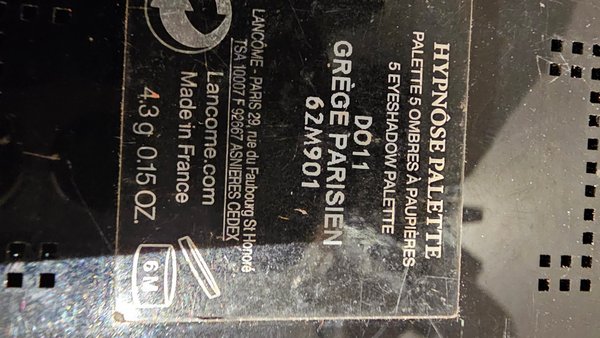 HYPNÔSE PALETTE
PALETTE 5 OMBRES À PAUPIÈRES
5 EYESHADOW PALETTE
DO11
GRÈGE PARISIEN
62M901
LANCÔME - PARIS 29, rue du Faubourg St Honoré
TSA 10007 F-92667 ASNIERES CEDEX
Lancome.com
Made in France
4.3 g 0.15 OZ.
6M